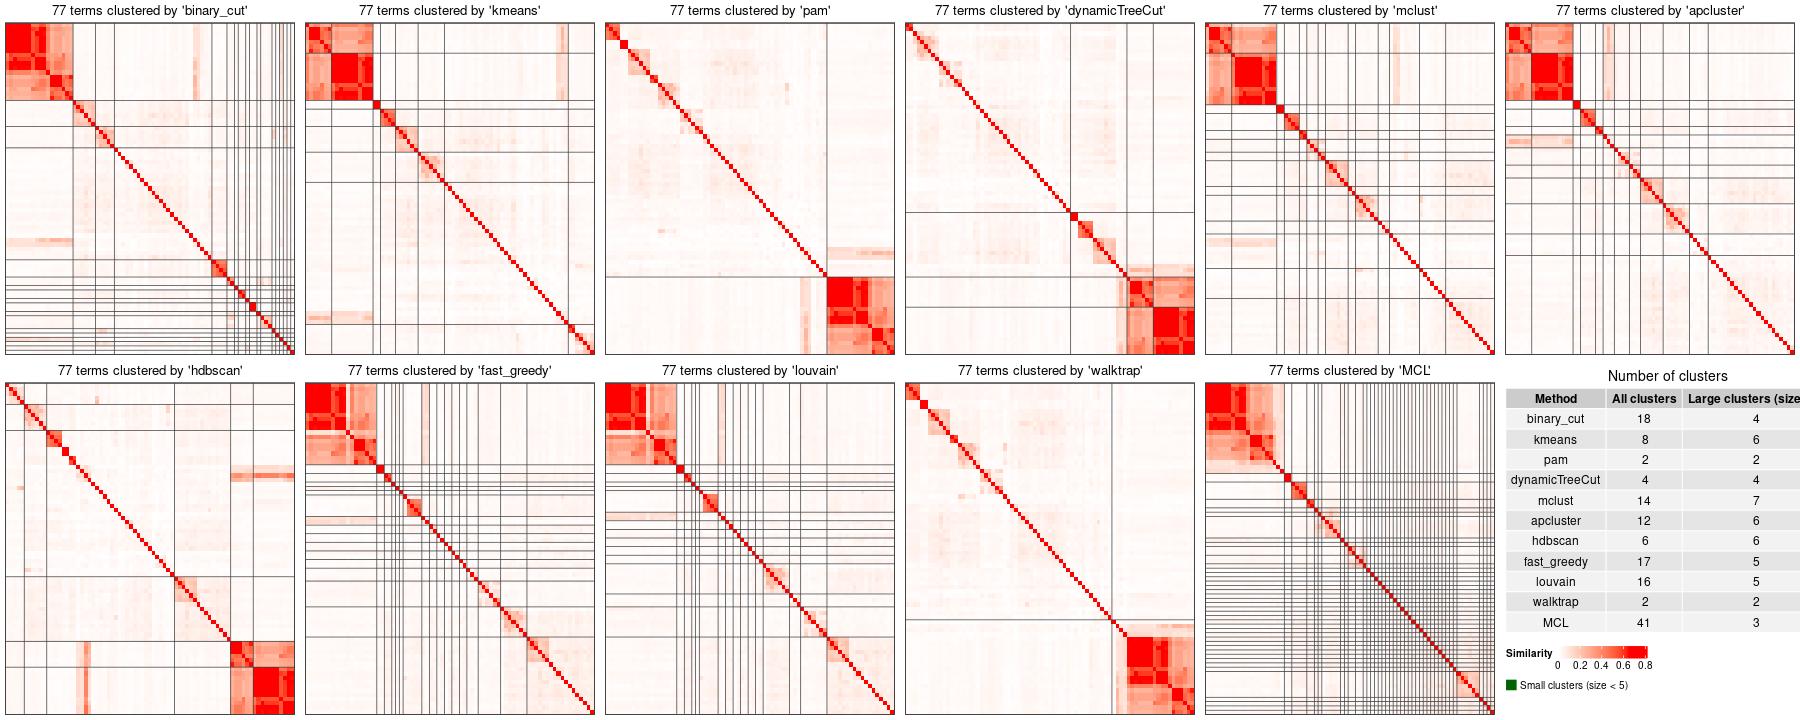 77 terms clustered by 'binary_cut'
77 terms clustered by 'kmeans'
77 terms clustered by 'pam'
77 terms clustered by 'dynamicTreeCut'
77 terms clustered by 'mclust'
77 terms clustered by 'apcluster'
77 terms clustered by 'hdbscan'
77 terms clustered by 'fast_greedy'
77 terms clustered by 'louvain'
77 terms clustered by 'walktrap'
77 terms clustered by 'MCL'
Number of clusters
Method All clusters Large clusters (size
binary_cut 18 4
kmeans 8 6
pam 2 2
dynamicTreeCut 4 4
mclust 14 7
apcluster 12 6
hdbscan 6 6
fast_greedy 17 5
louvain 16 5
walktrap 2 2
MCL 41 3
Similarity
0 0.2 0.4 0.6 0.8
Small clusters (size < 5)